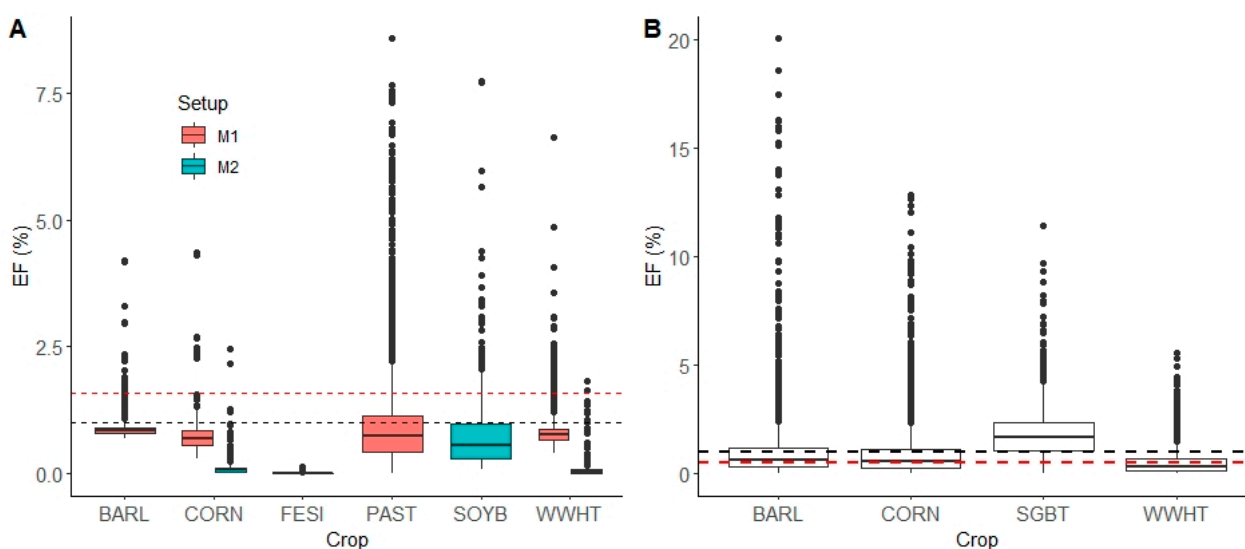 A
EF (%)
7.5
5.0
2.5
0.0
Setup
M1
M2
BARL CORN FESI PAST SOYB WWHT
Crop
B
EF (%)
20
15
10
5
0
BARL CORN SGBT WWHT
Crop